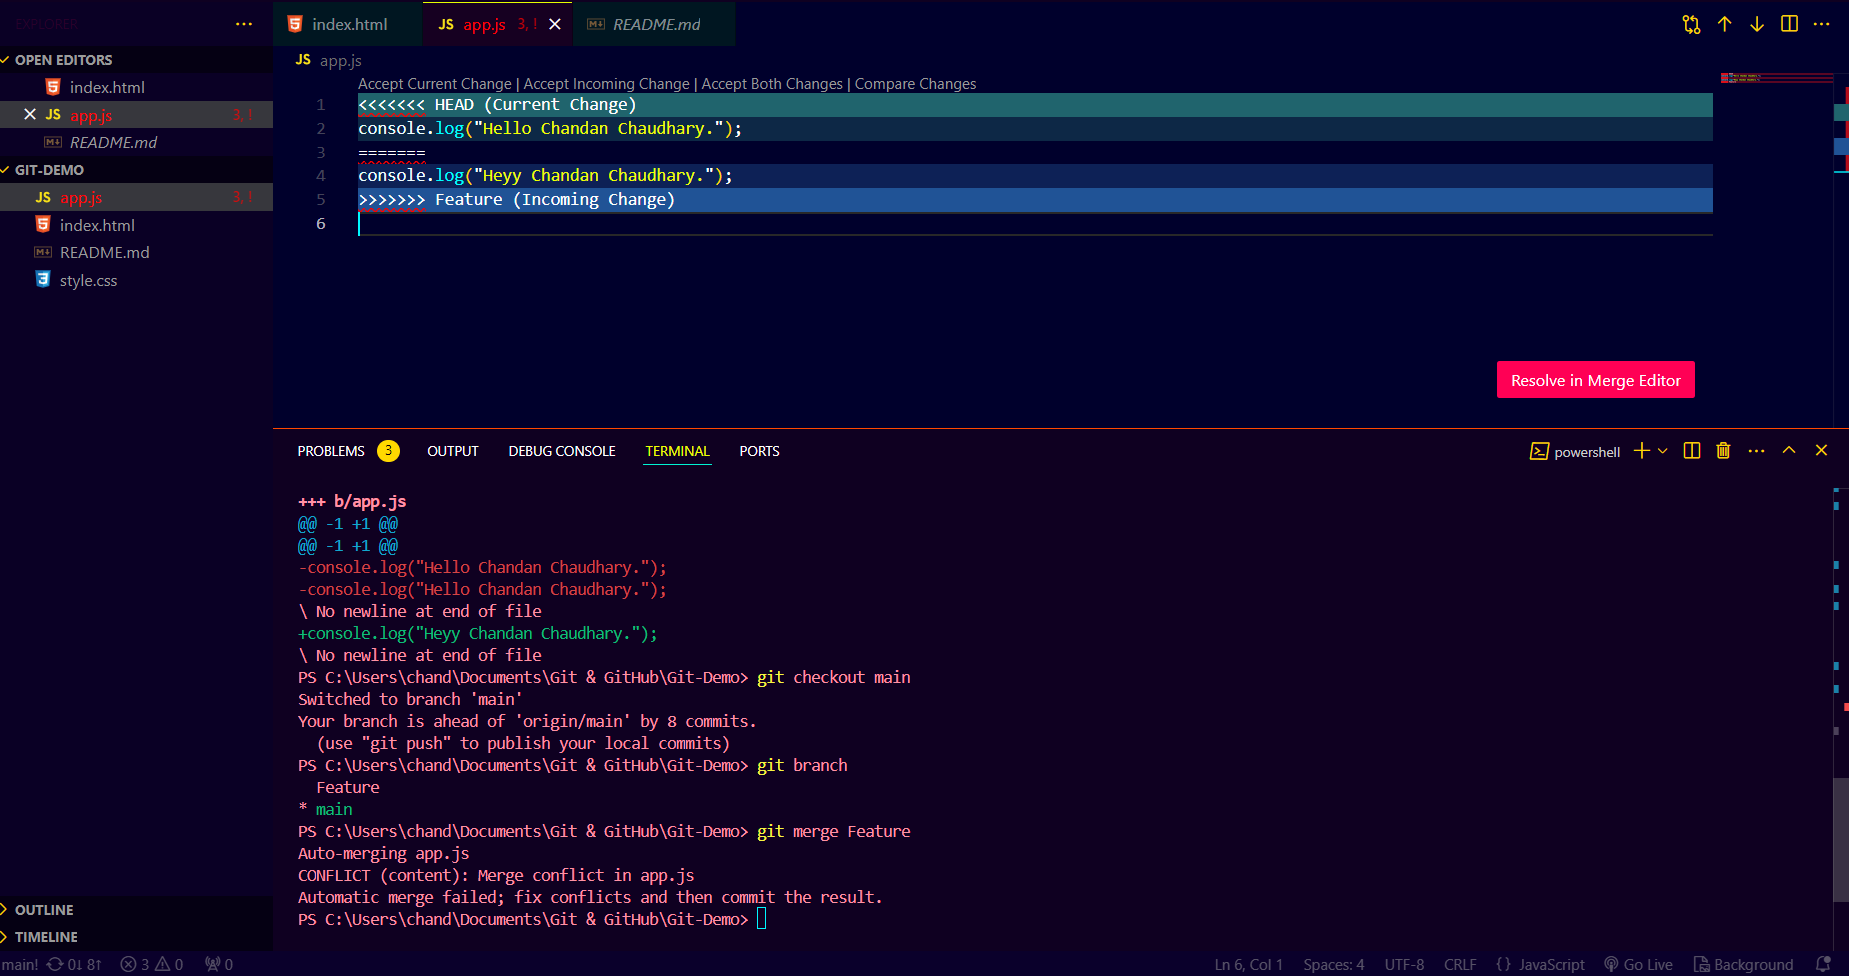 EXPLORER
OPEN EDITORS
index.html
JS app.js 3, !
README.md
GIT-DEMO
JS app.js 3, !
index.html
README.md
style.css
OUTLINE
TIMELINE
index.html
JS app.js 3, !
README.md
JS app.js
Accept Current Change | Accept Incoming Change | Accept Both Changes | Compare Changes
1 <<<<<<< HEAD (Current Change)
2 console.log("Hello Chandan Chaudhary.");
3 =======
4 console.log("Heyy Chandan Chaudhary.");
5 >>>>>>> Feature (Incoming Change)
6
Resolve in Merge Editor
PROBLEMS 3 OUTPUT DEBUG CONSOLE TERMINAL PORTS
powershell
+++ b/app.js
@@ -1 +1 @@
@@ -1 +1 @@
-console.log("Hello Chandan Chaudhary.");
-console.log("Hello Chandan Chaudhary.");
\ No newline at end of file
+console.log("Heyy Chandan Chaudhary.");
\ No newline at end of file
PS C:\Users\chand\Documents\Git & GitHub\Git-Demo> git checkout main
Switched to branch 'main'
Your branch is ahead of 'origin/main' by 8 commits.
(use "git push" to publish your local commits)
PS C:\Users\chand\Documents\Git & GitHub\Git-Demo> git branch
Feature
* main
PS C:\Users\chand\Documents\Git & GitHub\Git-Demo> git merge Feature
Auto-merging app.js
CONFLICT (content): Merge conflict in app.js
Automatic merge failed; fix conflicts and then commit the result.
PS C:\Users\chand\Documents\Git & GitHub\Git-Demo>
main! 0↓ 8↑ 3 0 0 Ln 6, Col 1 Spaces: 4 UTF-8 CRLF {} JavaScript Go Live Background